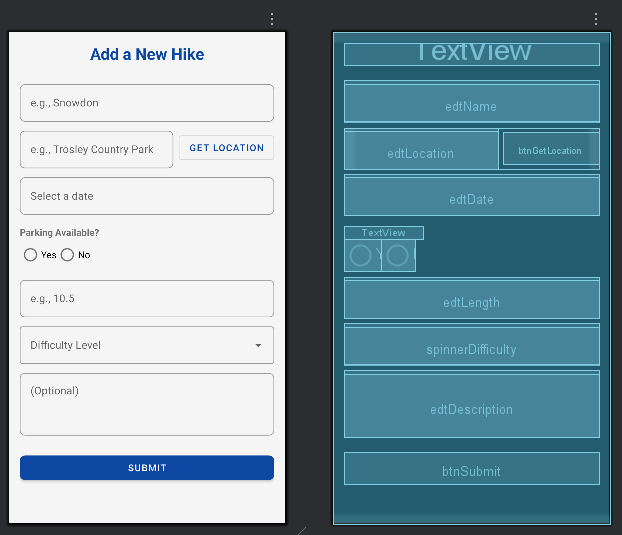 Add a New Hike
e.g., Snowdon
e.g., Trosley Country Park
GET LOCATION
Select a date
Parking Available?
Yes No
e.g., 10.5
Difficulty Level
(Optional)
SUBMIT
TextView
edtName
edtLocation
btnGetLocation
edtDate
TextView
edtLength
spinnerDifficulty
edtDescription
btnSubmit